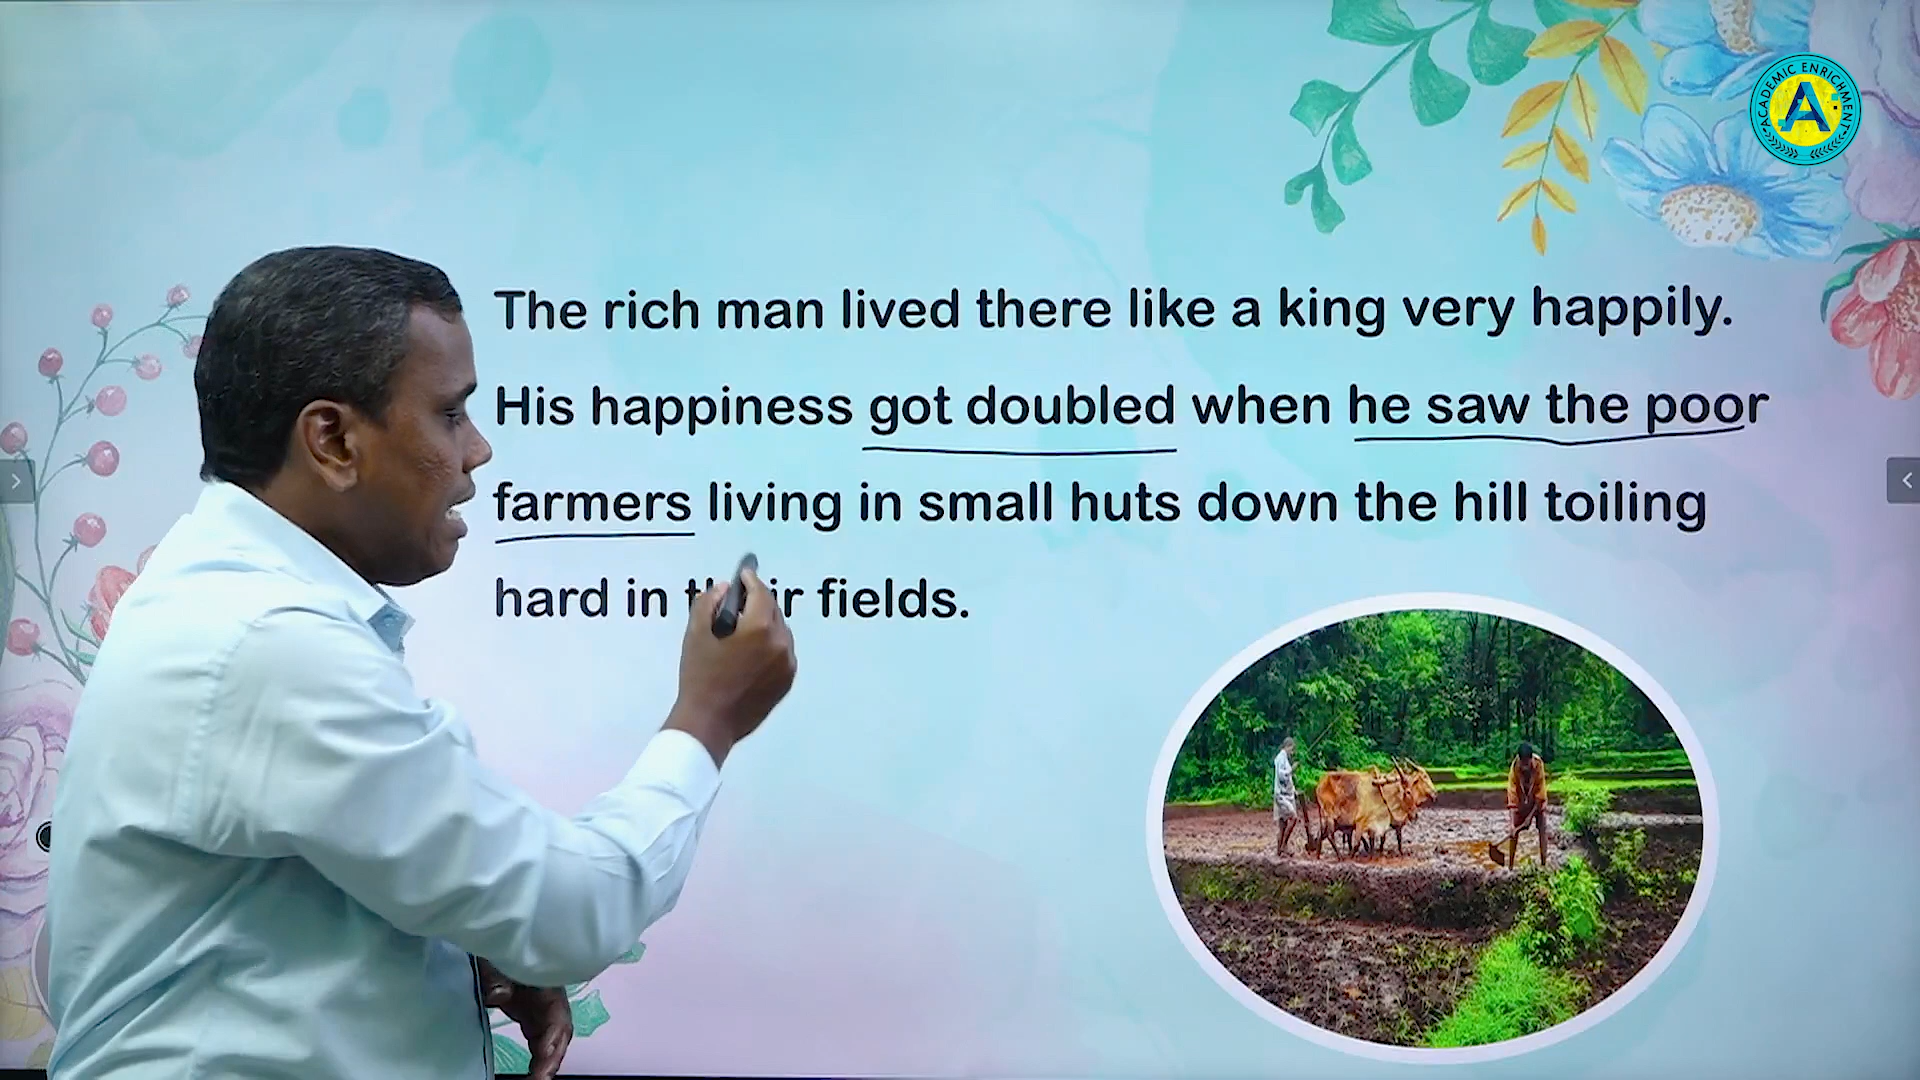 ACADEMIC ENRICHMENT
A
The rich man lived there like a king very happily.
His happiness got doubled when he saw the poor
farmers living in small huts down the hill toiling
hard in their fields.